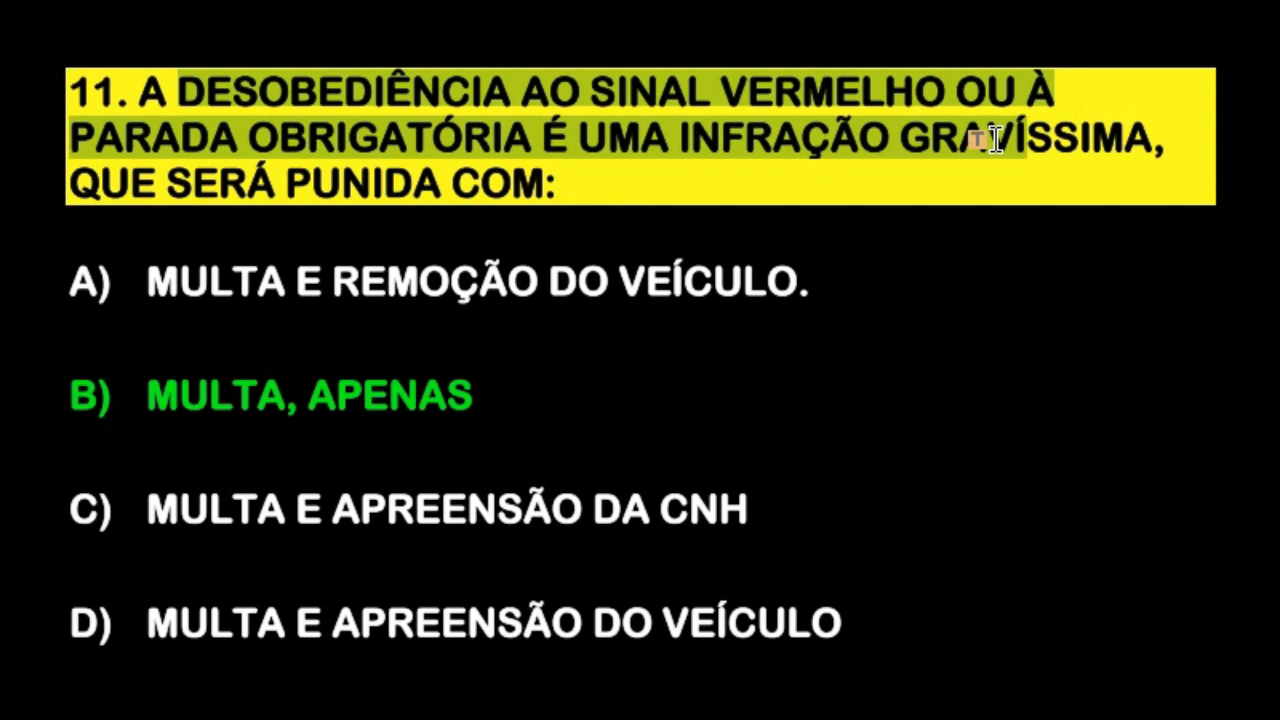 11. A DESOBEDIÊNCIA AO SINAL VERMELHO OU À
PARADA OBRIGATÓRIA É UMA INFRAÇÃO GRAVÍSSIMA,
QUE SERÁ PUNIDA COM:
A) MULTA E REMOÇÃO DO VEÍCULO.
B) MULTA, APENAS
C) MULTA E APREENSÃO DA CNH
D) MULTA E APREENSÃO DO VEÍCULO